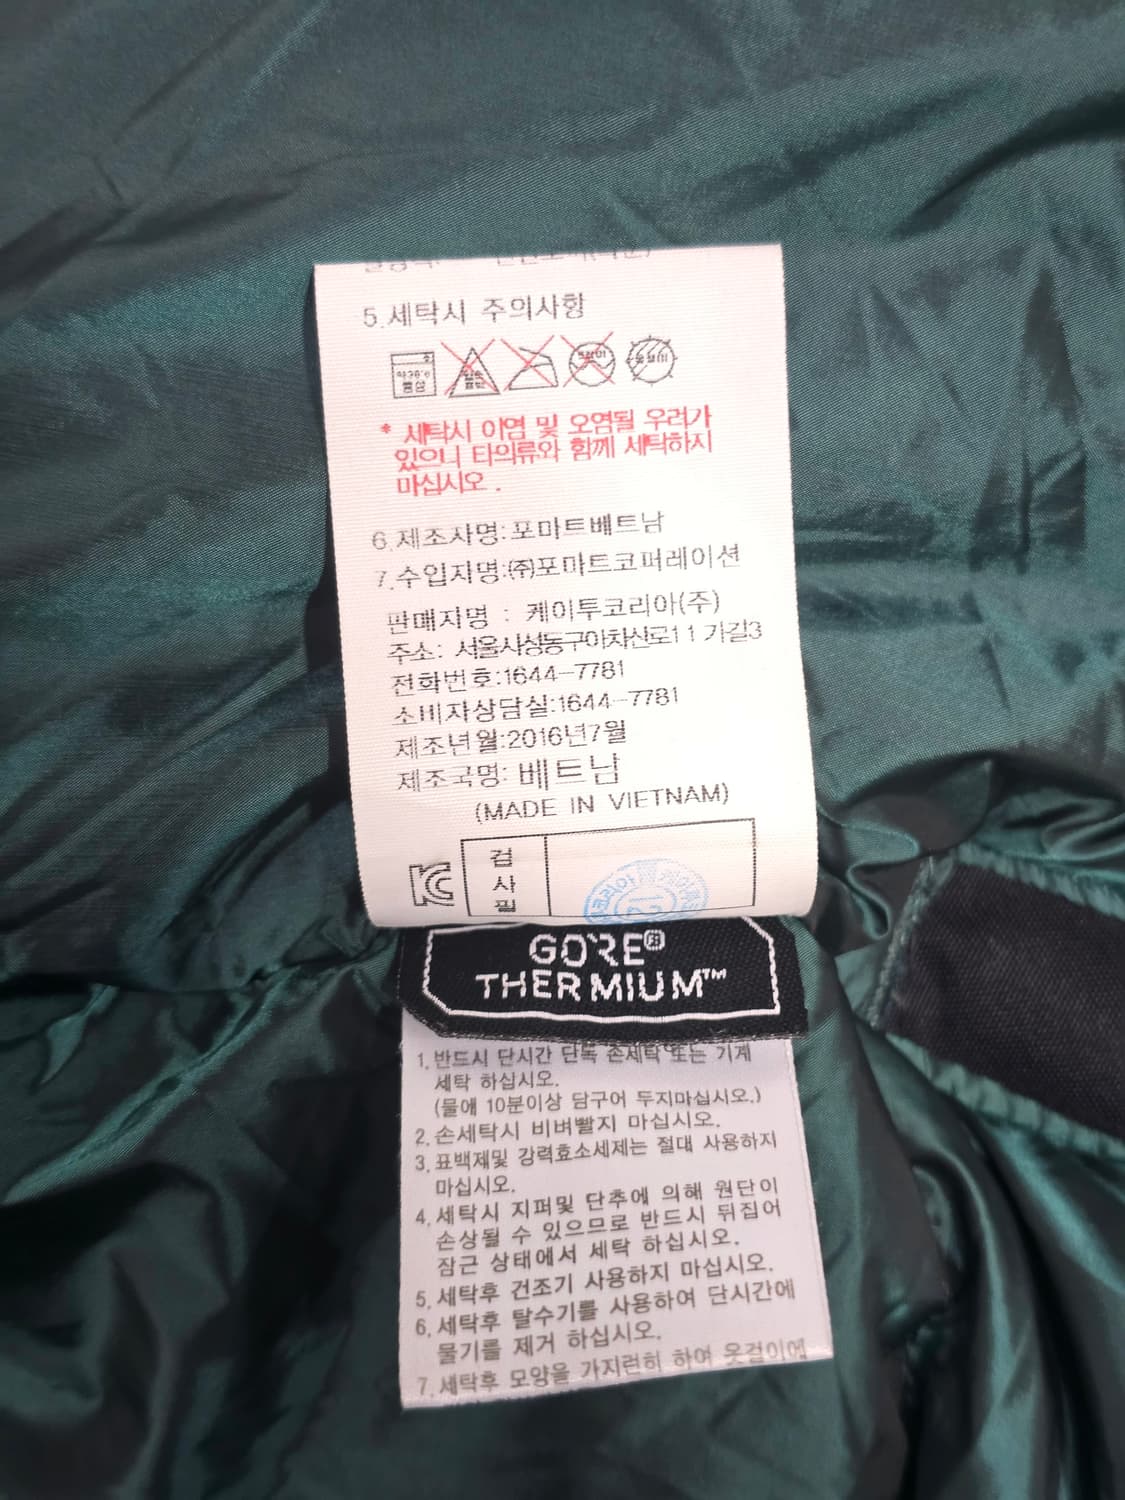 5.세탁시 주의사항
약30℃
중성
* 세탁시 이염 및 오염될 우려가
있으니 타의류와 함께 세탁하지
마십시오.
6.제조자명:포마트베트남
7.수입자명:(주)포마트코퍼레이션
판매자명 : 케이투코리아(주)
주소: 서울시성동구아차산로11가길3
전화번호:1644-7781
소비자상담실:1644-7781
제조년월:2016년7월
제조국명: 베트남
(MADE IN VIETNAM)
검
사
필
GORE®
THERMIUM™
1.반드시 단시간 단독 손세탁 또는 기계
세탁 하십시오.
(물에 10분이상 담구어 두지마십시오.)
2.손세탁시 비벼빨지 마십시오.
3.표백제및 강력효소세제는 절대 사용하지
마십시오.
4.세탁시 지퍼및 단추에 의해 원단이
손상될 수 있으므로 반드시 뒤집어
잠근 상태에서 세탁 하십시오.
5.세탁후 건조기 사용하지 마십시오.
6.세탁후 탈수기를 사용하여 단시간에
물기를 제거 하십시오.
7.세탁후 모양을 가지런히 하여 옷걸이에